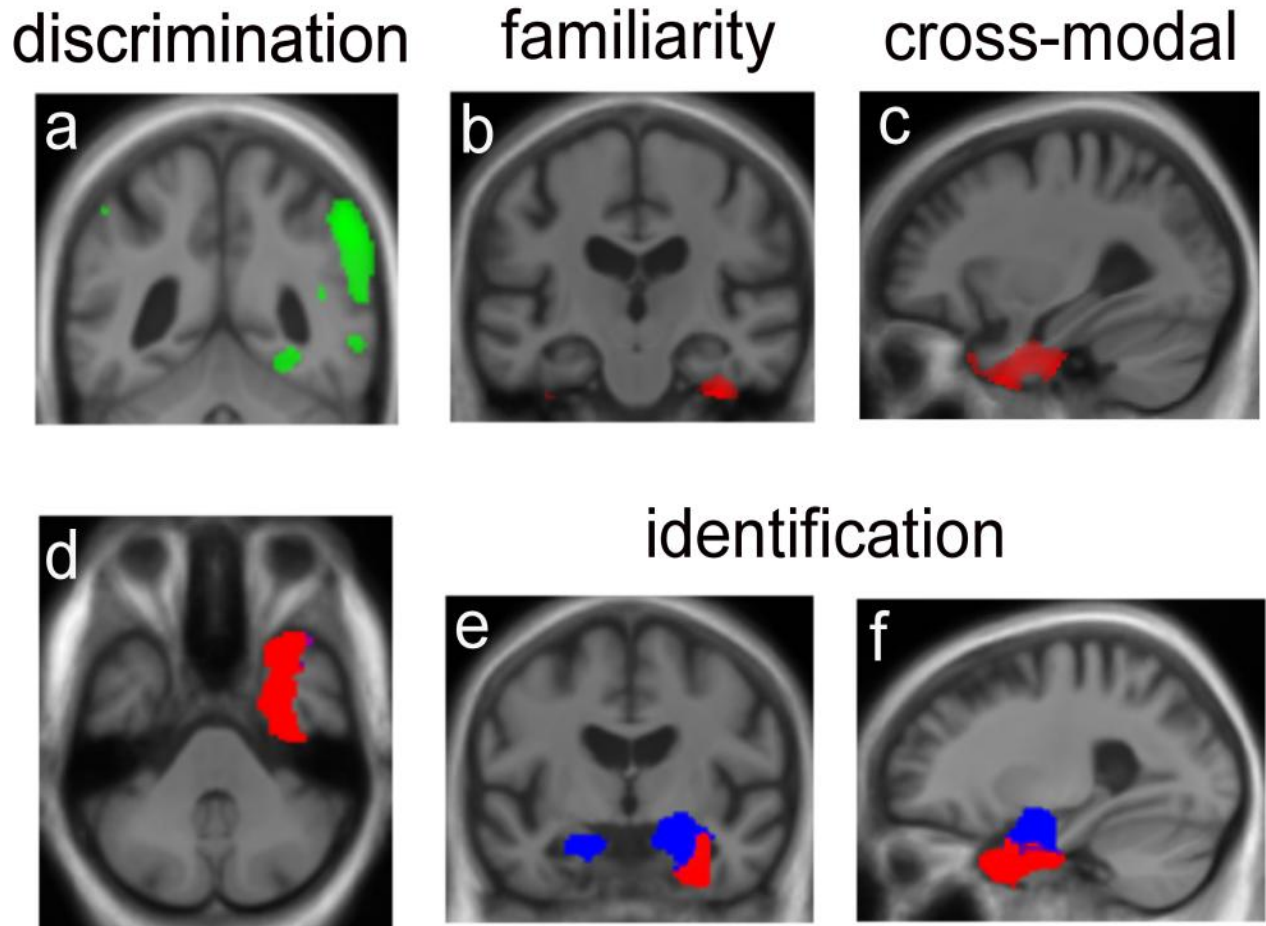 discrimination familiarity cross-modal
a b c
identification
d e f